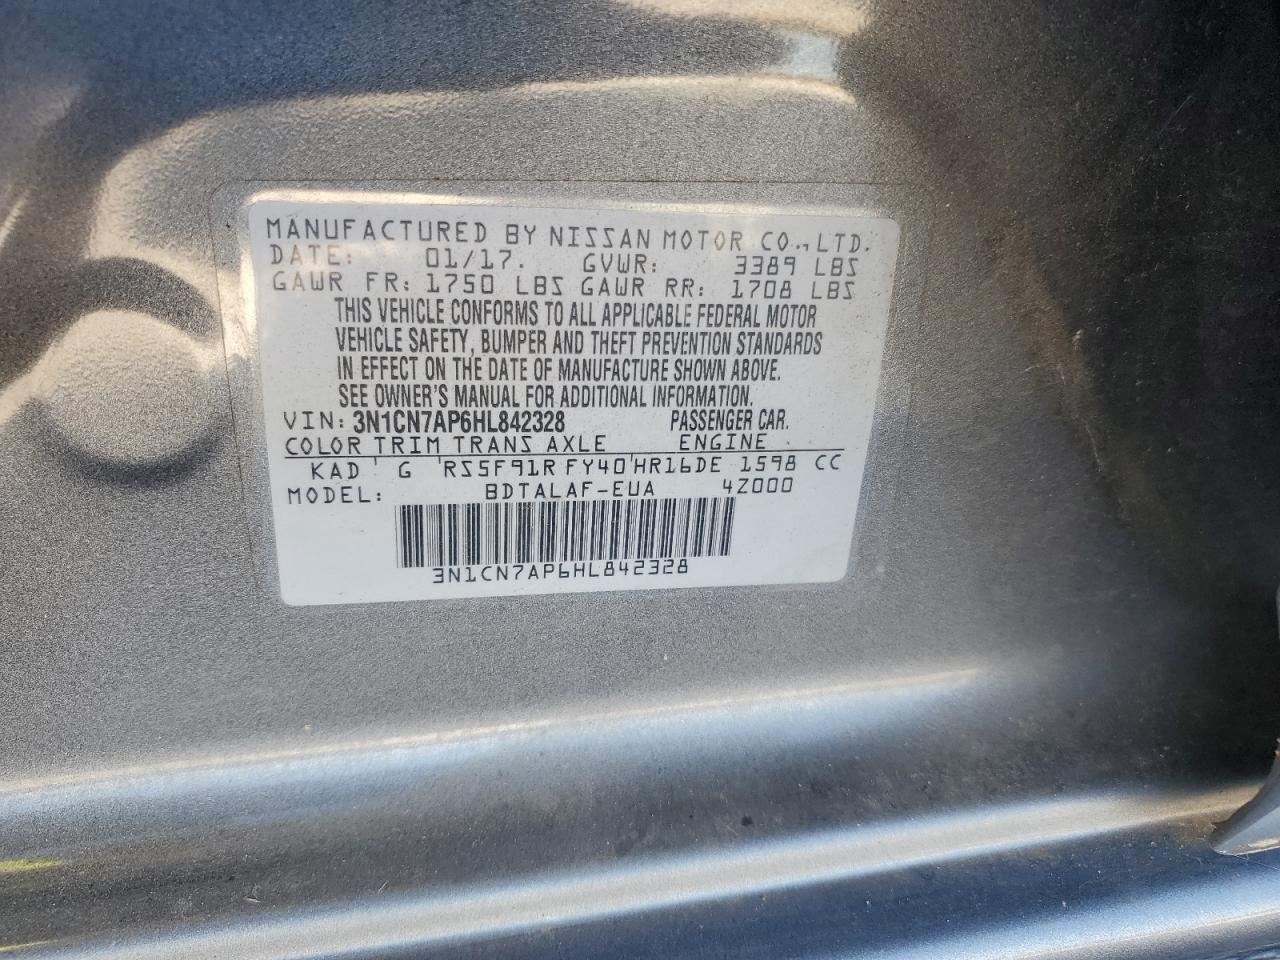 MANUFACTURED BY NISSAN MOTOR CO., LTD.
DATE: 01/17. GVWR: 3389 LBS
GAWR FR: 1750 LBS GAWR RR: 1708 LBS
THIS VEHICLE CONFORMS TO ALL APPLICABLE FEDERAL MOTOR
VEHICLE SAFETY, BUMPER AND THEFT PREVENTION STANDARDS
IN EFFECT ON THE DATE OF MANUFACTURE SHOWN ABOVE.
SEE OWNER'S MANUAL FOR ADDITIONAL INFORMATION.
VIN: 3N1CN7AP6HL842328 PASSENGER CAR.
COLOR TRIM TRANS AXLE ENGINE
KAD G RS5F91R FY40 HR16DE 1598 CC
MODEL: BDTALAF-EUA 4Z000
3N1CN7AP6HL842328